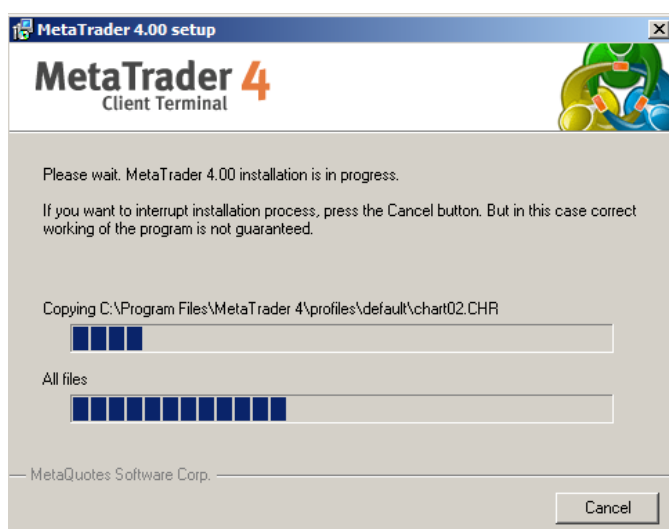 MetaTrader 4.00 setup
MetaTrader 4
Client Terminal
Please wait. MetaTrader 4.00 installation is in progress.
If you want to interrupt installation process, press the Cancel button. But in this case correct
working of the program is not guaranteed.
Copying C:\Program Files\MetaTrader 4\profiles\default\chart02.CHR
All files
MetaQuotes Software Corp.
Cancel